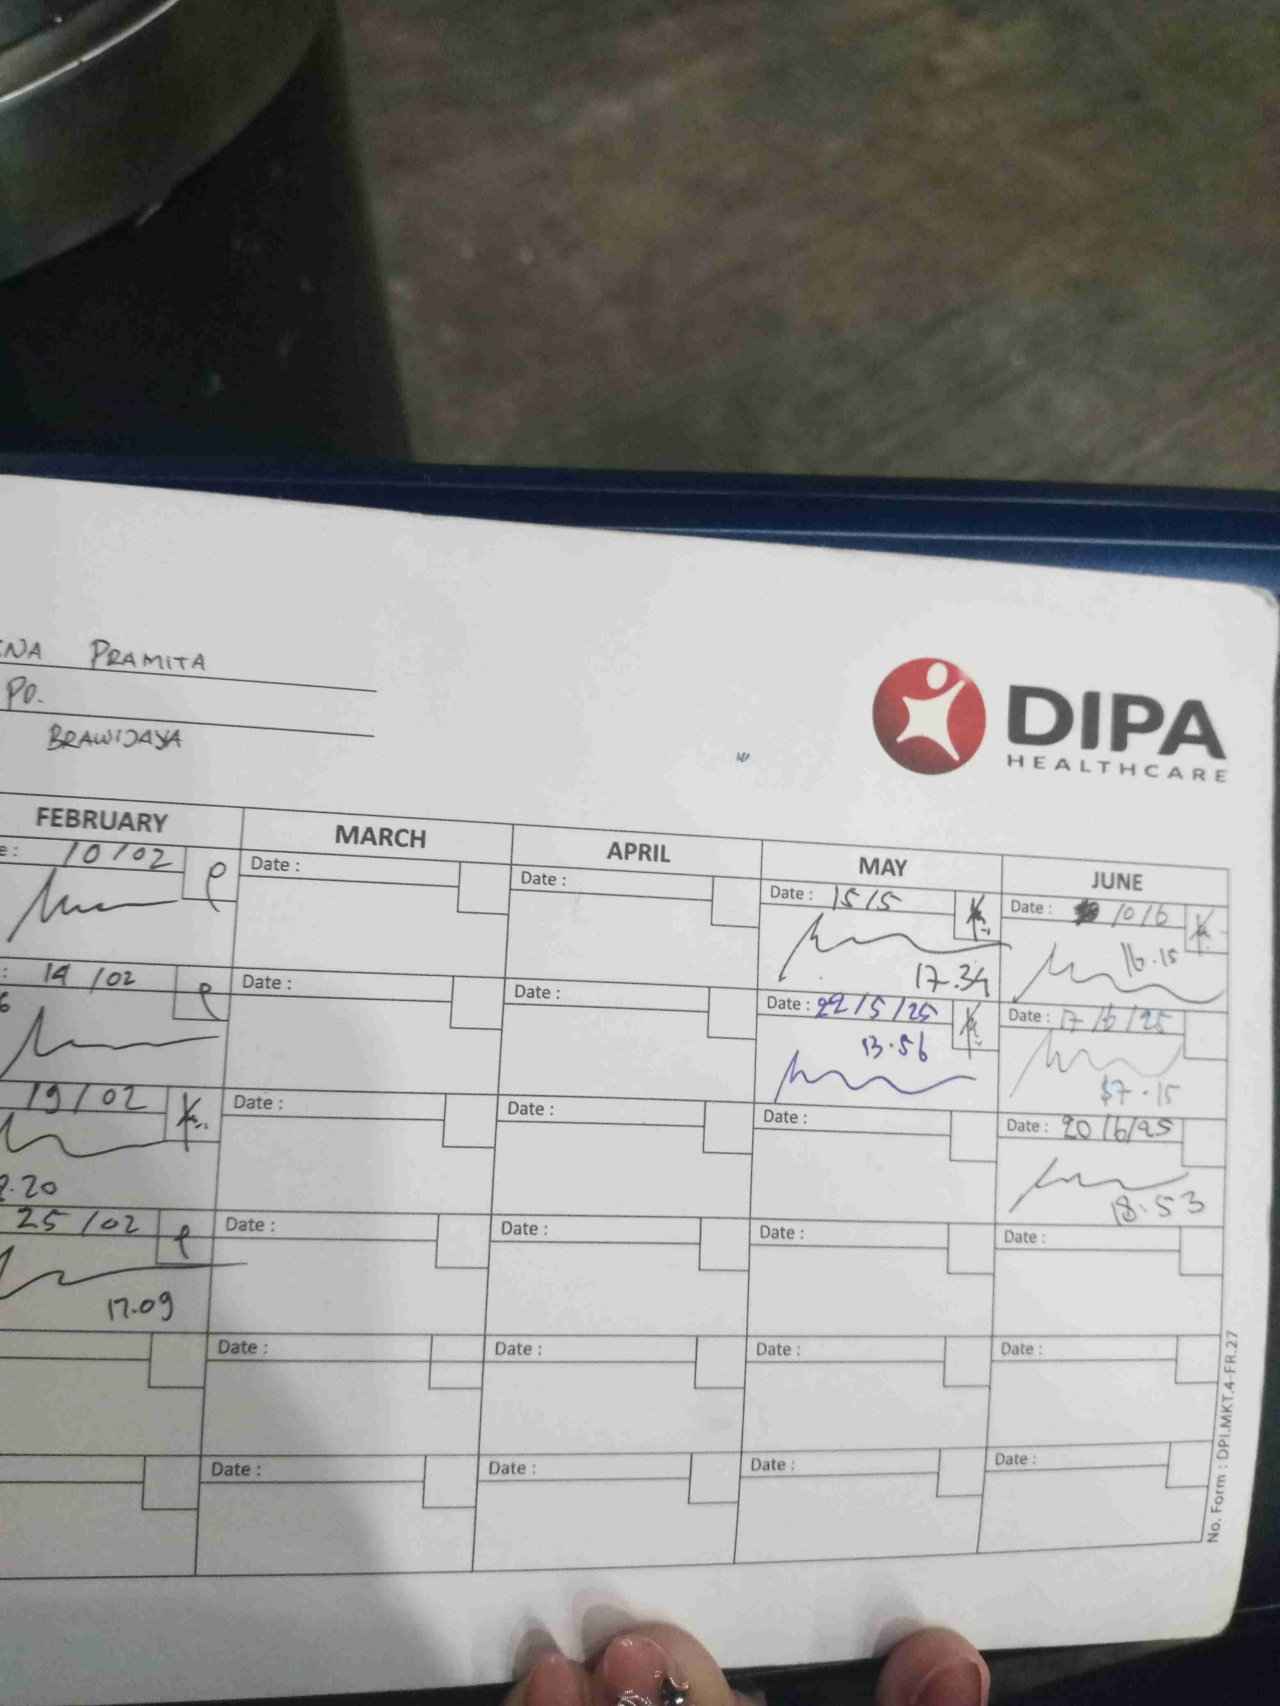 PRAMITA
PD.
BRAWIJAYA
DIPA
HEALTHCARE
FEBRUARY MARCH APRIL MAY JUNE
10/02 Date : Date : Date : 15/5 Date : 10/6
17.34 16.15
14/02 Date : Date : Date : 22/5/25 Date : 17/6/25
13.56 17.15
19/02 Date : Date : Date : Date : 20/6/25
.20 18.53
25/02 Date : Date : Date : Date :
17.09
Date : Date : Date : Date :
Date : Date : Date : Date :
No. Form : DPI.MKT.4-FR.27